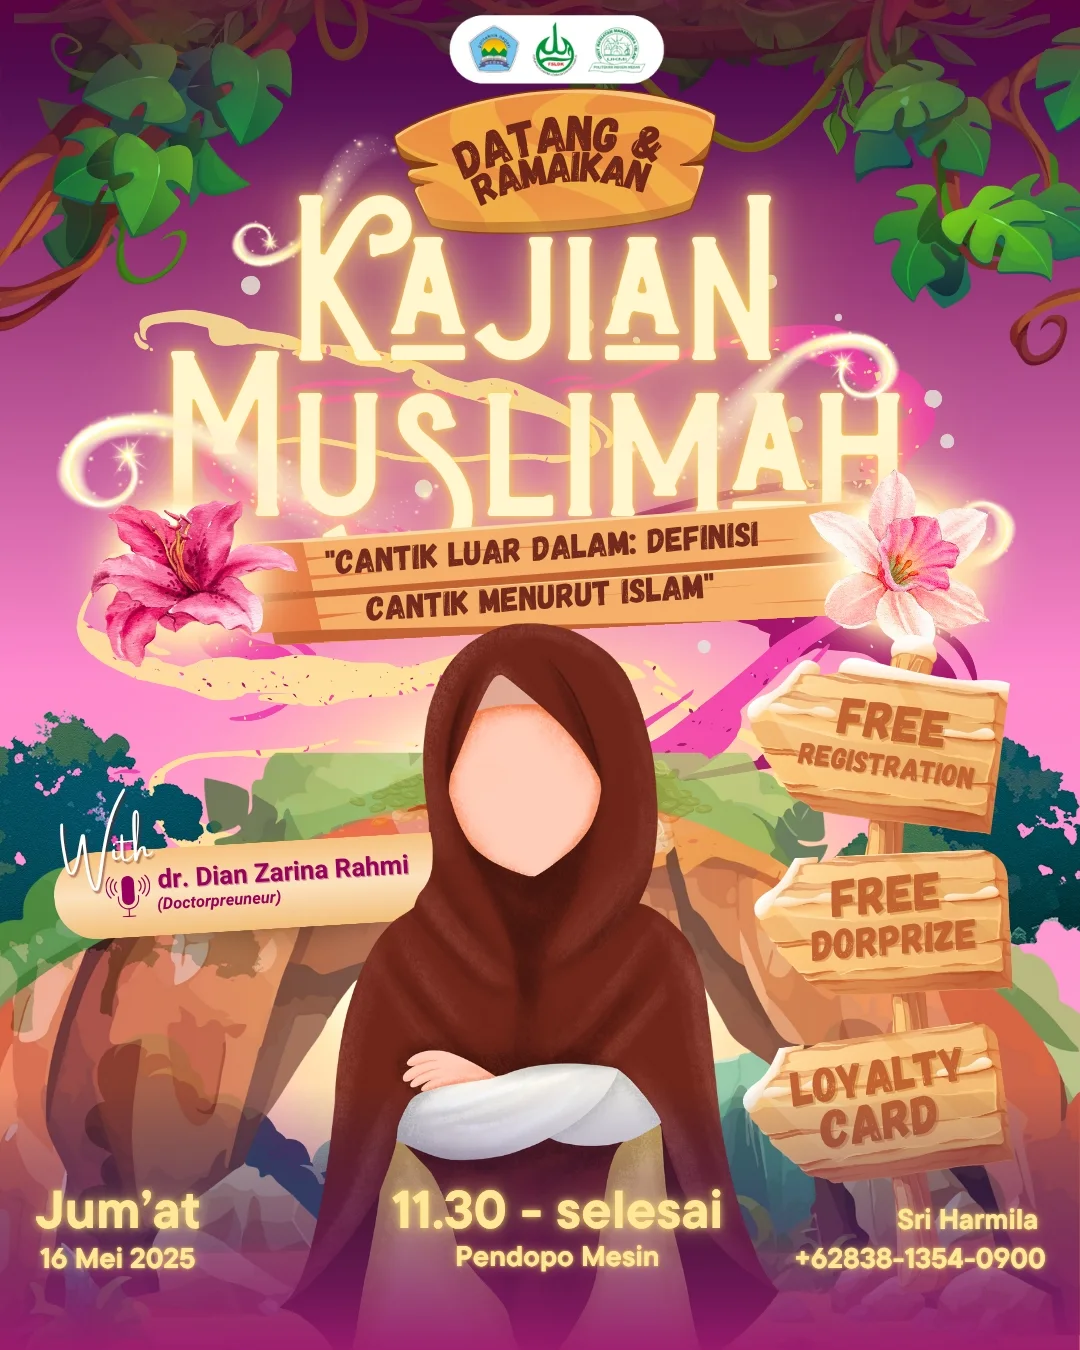 DATANG &
RAMAIKAN
KAJIAN
MUSLIMAH
"CANTIK LUAR DALAM: DEFINISI
CANTIK MENURUT ISLAM"
FREE
REGISTRATION
With
dr. Dian Zarina Rahmi
(Doctorpreuneur)
FREE
DORPRIZE
LOYALTY
CARD
Jum'at
16 Mei 2025
11.30 - selesai
Pendopo Mesin
Sri Harmila
+62838-1354-0900